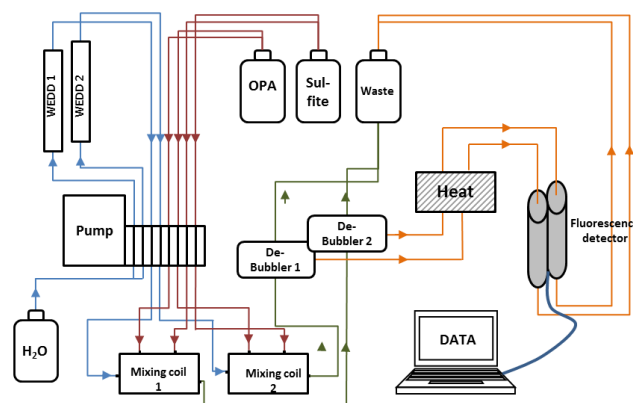 WEDD 1
WEDD 2
OPA
Sul-
fite
Waste
Heat
Pump
De-
Bubbler 2
De-
Bubbler 1
Fluorescenc
detector
H₂O
DATA
Mixing coil
1
Mixing coil
2